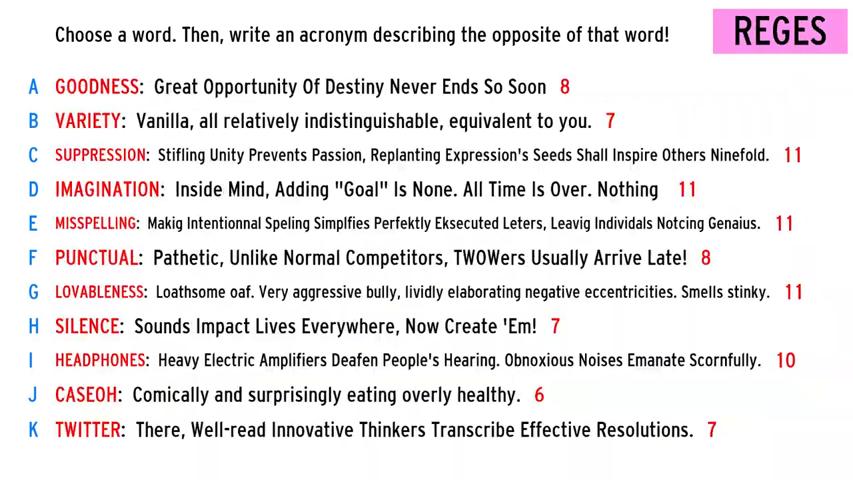 Choose a word. Then, write an acronym describing the opposite of that word!
REGES
A GOODNESS: Great Opportunity Of Destiny Never Ends So Soon 8
B VARIETY: Vanilla, all relatively indistinguishable, equivalent to you. 7
C SUPPRESSION: Stifling Unity Prevents Passion, Replanting Expression's Seeds Shall Inspire Others Ninefold. 11
D IMAGINATION: Inside Mind, Adding "Goal" Is None. All Time Is Over. Nothing 11
E MISSPELLING: Makig Intentionnal Speling Simplfies Perfektly Eksecuted Leters, Leavig Individals Notcing Genaius. 11
F PUNCTUAL: Pathetic, Unlike Normal Competitors, TWOWers Usually Arrive Late! 8
G LOVABLENESS: Loathsome oaf. Very aggressive bully, lividly elaborating negative eccentricities. Smells stinky. 11
H SILENCE: Sounds Impact Lives Everywhere, Now Create 'Em! 7
I HEADPHONES: Heavy Electric Amplifiers Deafen People's Hearing. Obnoxious Noises Emanate Scornfully. 10
J CASEOH: Comically and surprisingly eating overly healthy. 6
K TWITTER: There, Well-read Innovative Thinkers Transcribe Effective Resolutions. 7